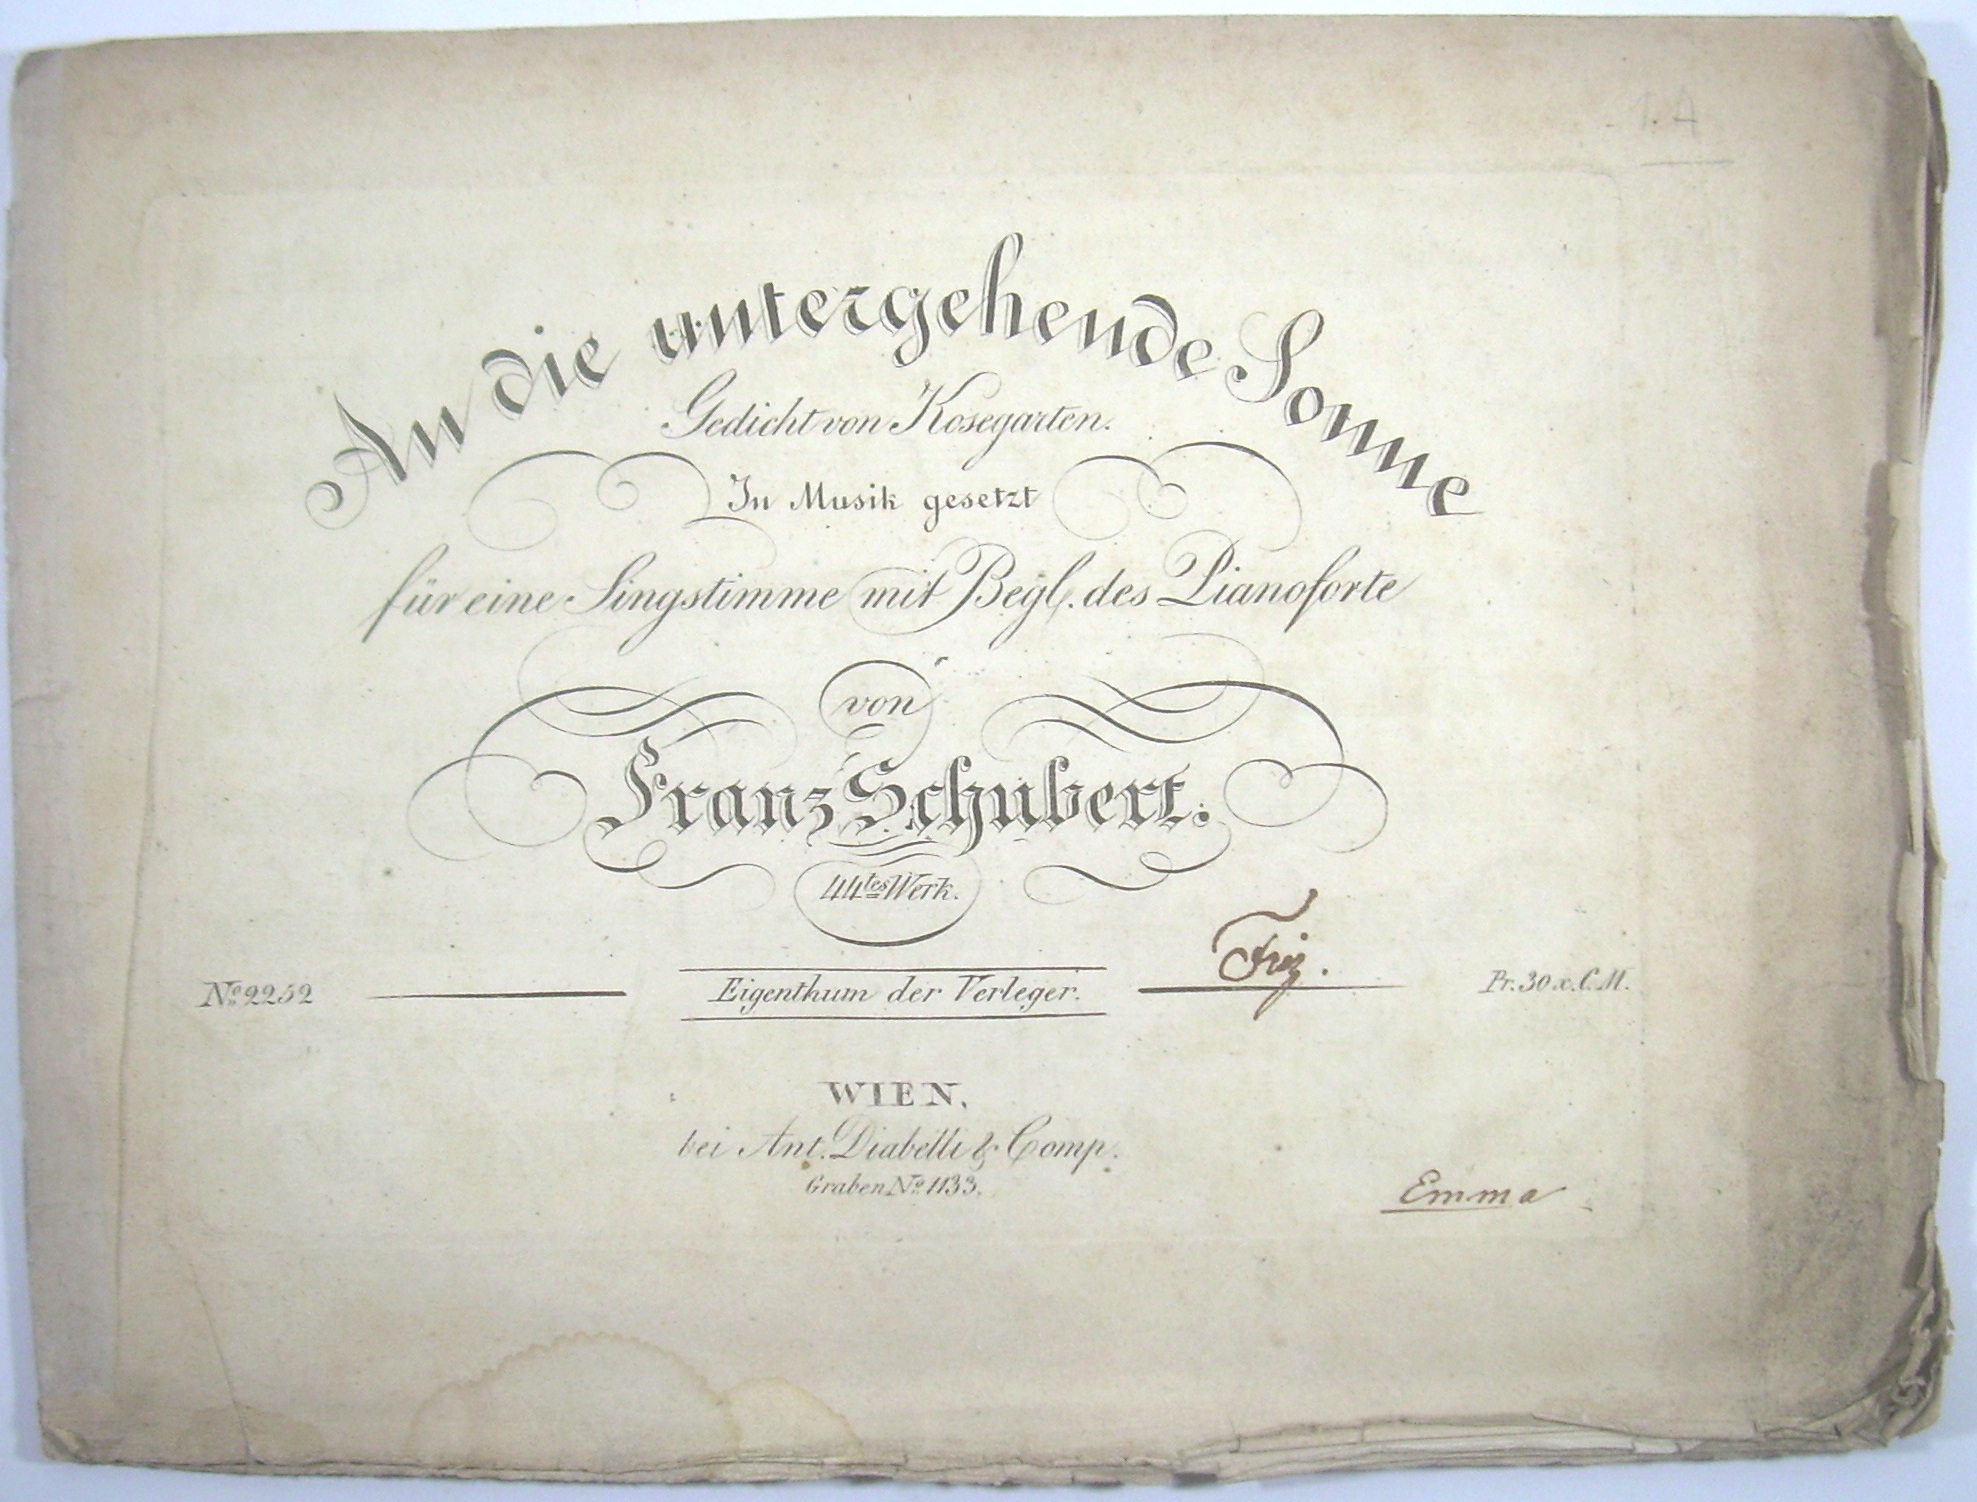 1. A
An die untergehende Sonne
Gedicht von Kosegarten.
In Musik gesetzt
für eine Singstimme mit Begl. des Pianoforte
von
Franz Schubert.
44tes Werk.
No. 2252
Eigenthum der Verleger.
Pr. 30 x. C. M.
WIEN,
bei Ant. Diabelli & Comp.
Graben No. 1133.
Emma